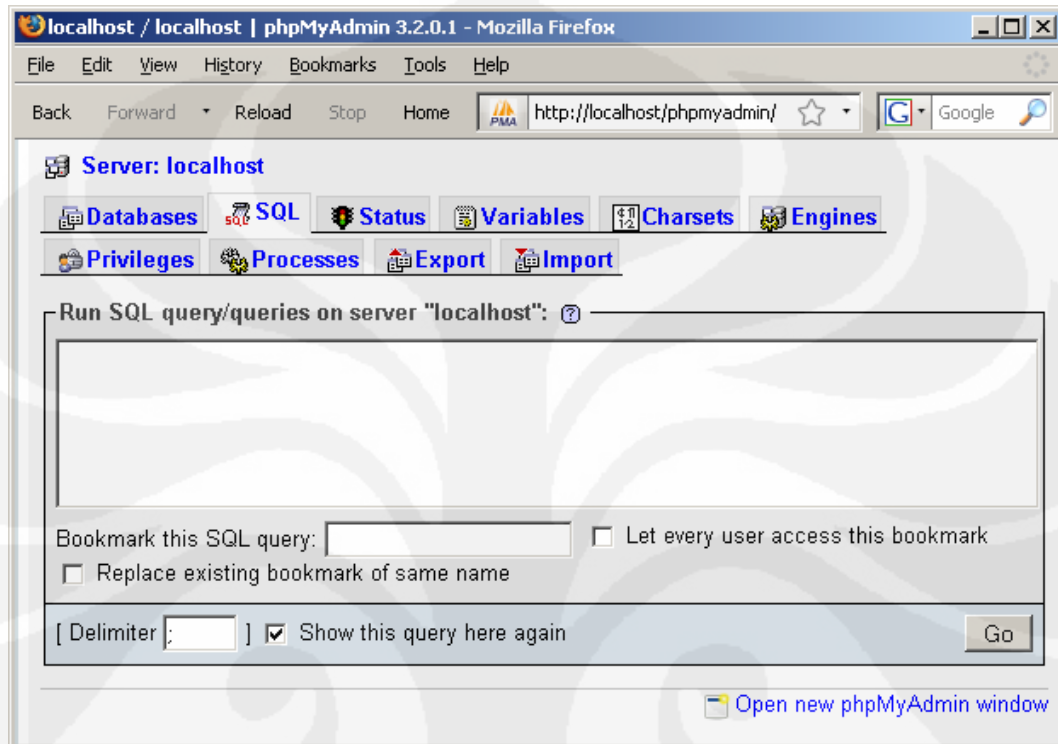 localhost / localhost | phpMyAdmin 3.2.0.1 - Mozilla Firefox
File Edit View History Bookmarks Tools Help
Back Forward Reload Stop Home PMA http://localhost/phpmyadmin/ G Google
Server: localhost
Databases SQL SQL Status Variables Charsets Engines
Privileges Processes Export Import
Run SQL query/queries on server "localhost": ?
Bookmark this SQL query: Let every user access this bookmark
Replace existing bookmark of same name
[ Delimiter ; ] Show this query here again Go
Open new phpMyAdmin window